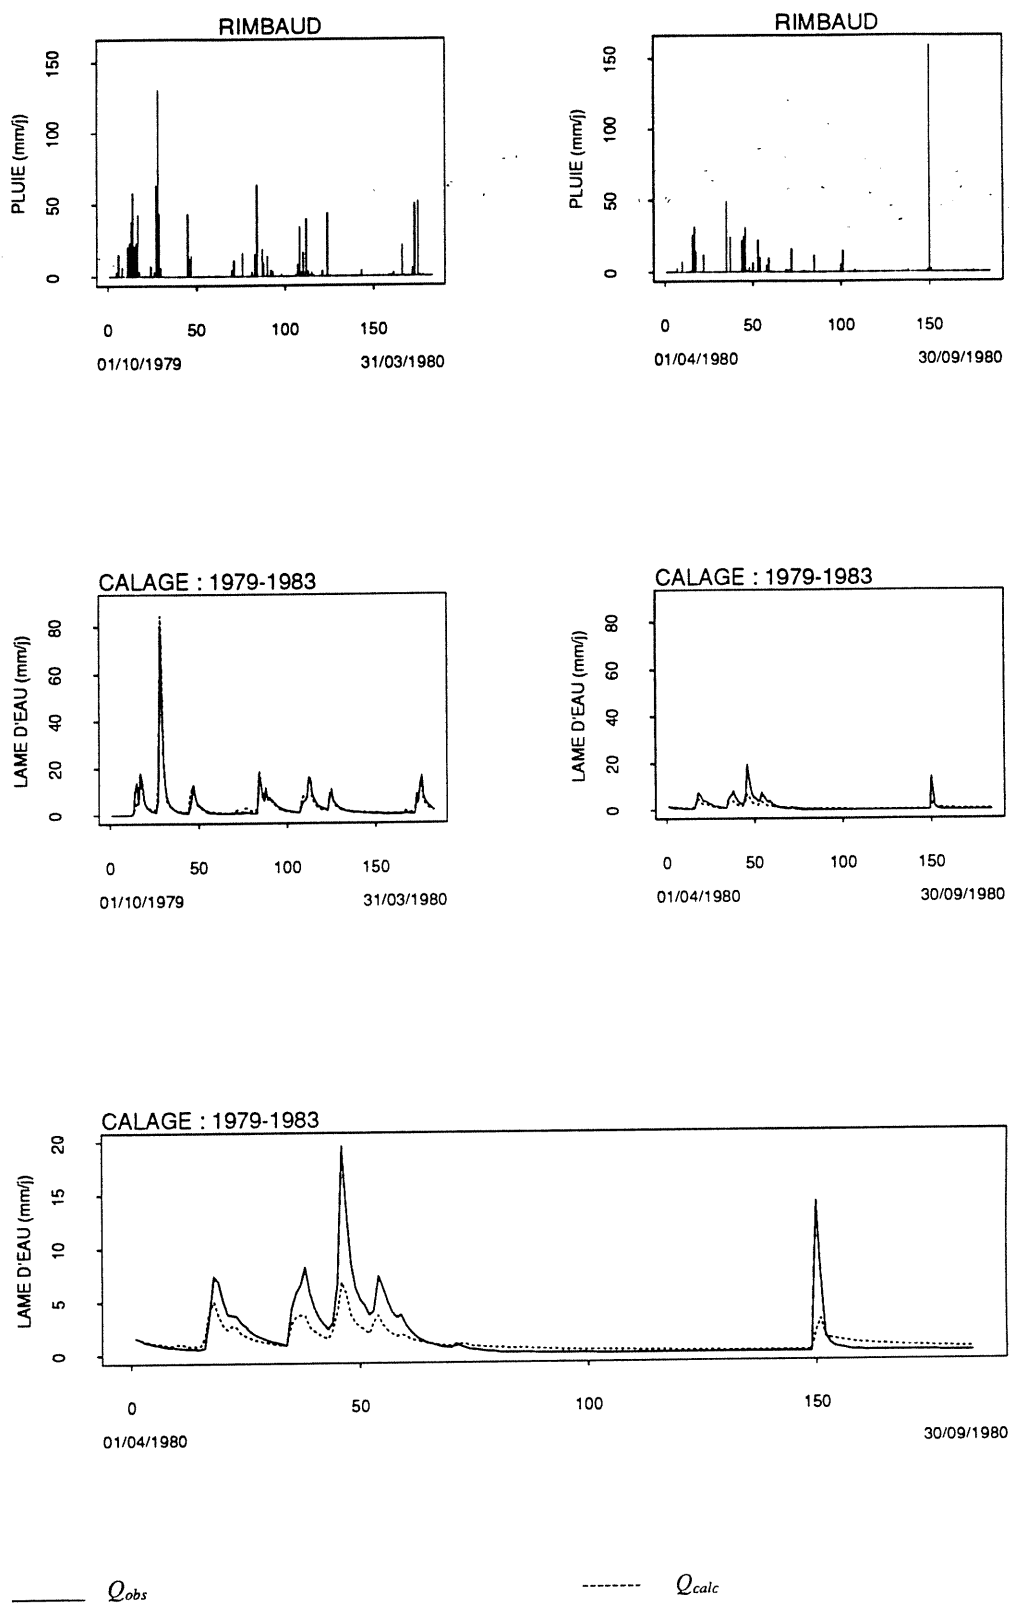 RIMBAUD
RIMBAUD
PLUIE (mm/j)
150
100
50
0
0 50 100 150
01/10/1979 31/03/1980
PLUIE (mm/j)
150
100
50
0
0 50 100 150
01/04/1980 30/09/1980
CALAGE : 1979-1983
LAME D'EAU (mm/j)
80
60
40
20
0
0 50 100 150
01/10/1979 31/03/1980
CALAGE : 1979-1983
LAME D'EAU (mm/j)
80
60
40
20
0
0 50 100 150
01/04/1980 30/09/1980
CALAGE : 1979-1983
LAME D'EAU (mm/j)
20
15
10
5
0
0 50 100 150
01/04/1980 30/09/1980
Qobs Qcalc